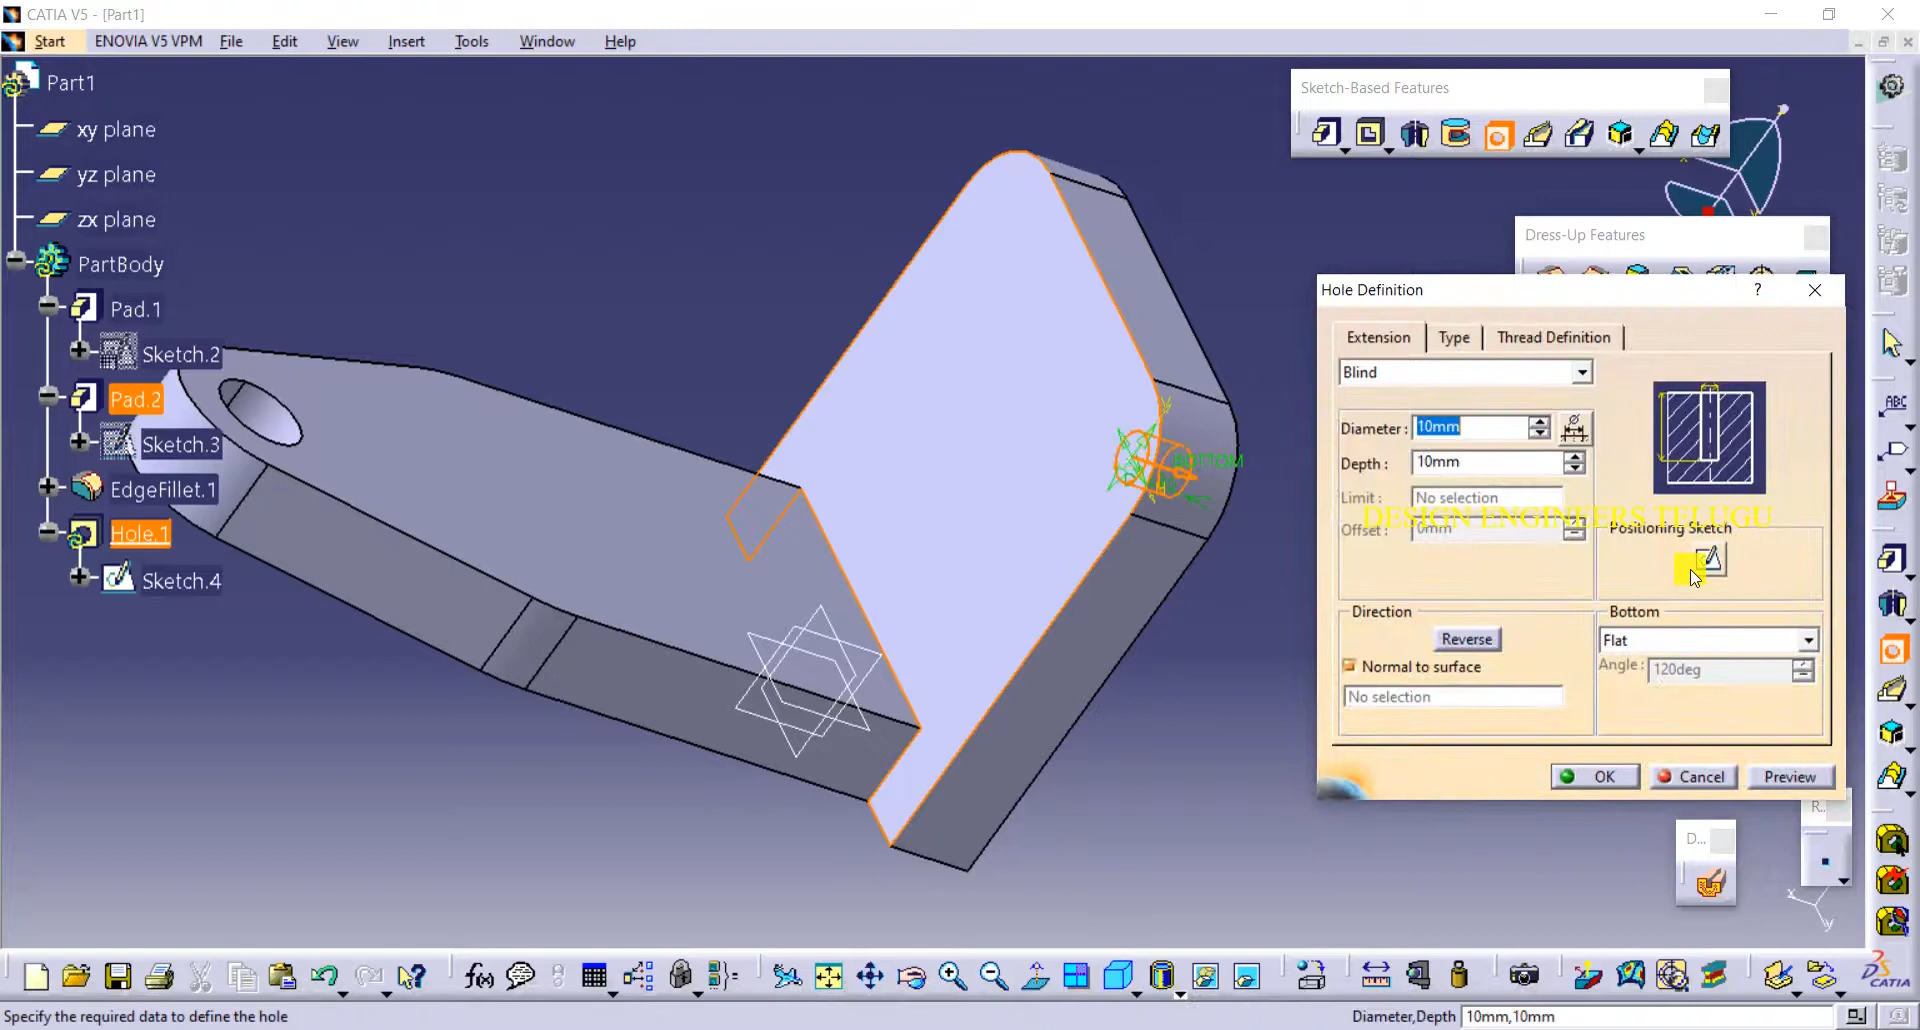 CATIA V5 - [Part1]
Start ENOVIA V5 VPM File Edit View Insert Tools Window Help
Part1
xy plane
yz plane
zx plane
PartBody
Pad.1
Sketch.2
Pad.2
Sketch.3
EdgeFillet.1
Hole.1
Sketch.4
BOTTOM
Sketch-Based Features
Dress-Up Features
Hole Definition ?
Extension Type Thread Definition
Blind
Diameter : 10mm
Depth : 10mm
Limit : No selection
DESIGN ENGINEERS TELUGU
Offset : 0mm
Positioning Sketch
Direction
Reverse
Normal to surface
No selection
Bottom
Flat
Angle : 120deg
OK Cancel Preview
R...
D...
ABC
x
y
f(x)
CATIA
Specify the required data to define the hole
Diameter,Depth 10mm,10mm